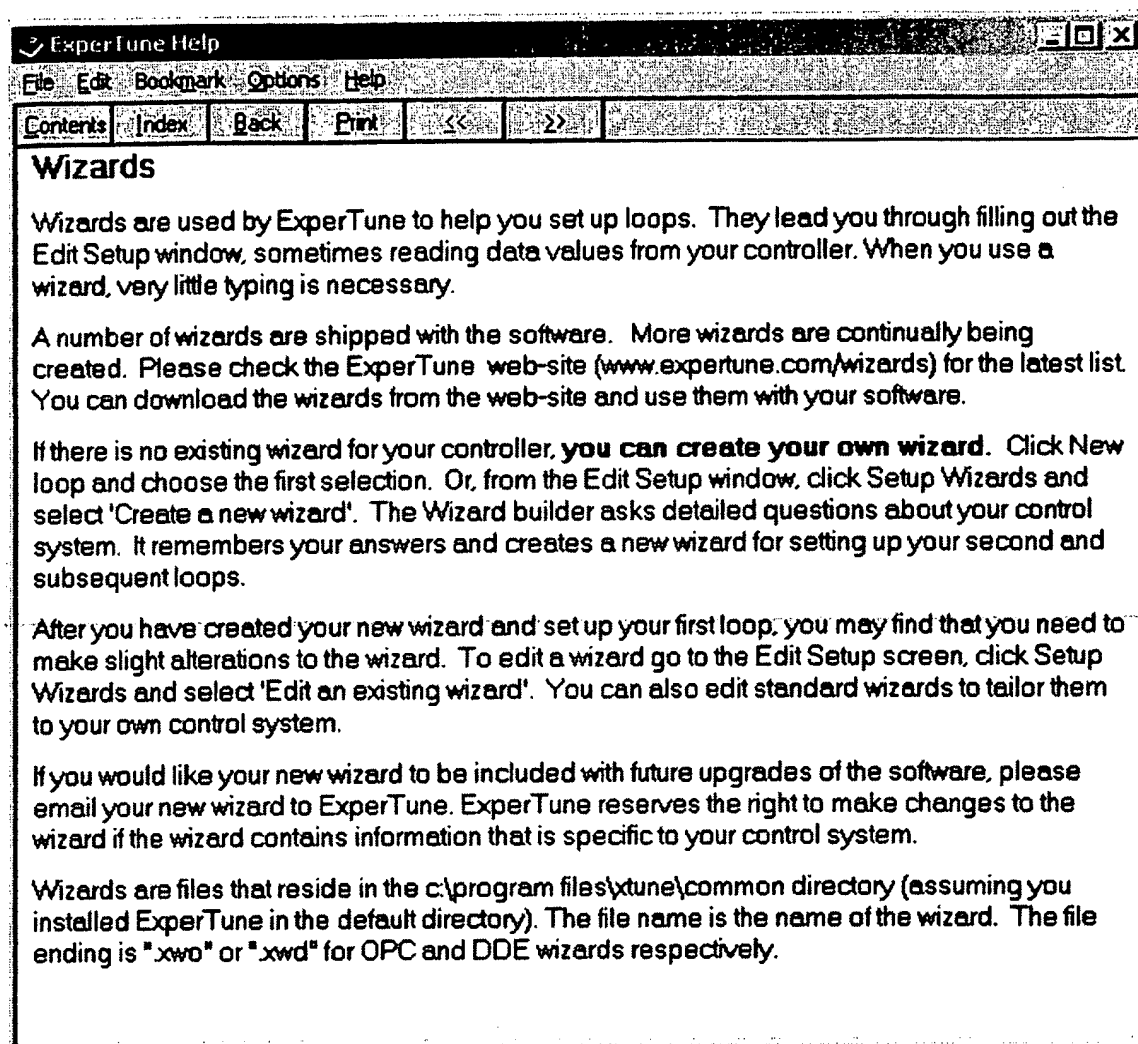 ExperTune Help
File Edit Bookmark Options Help
Contents Index Back Print << >>
Wizards
Wizards are used by ExperTune to help you set up loops. They lead you through filling out the
Edit Setup window, sometimes reading data values from your controller. When you use a
wizard, very little typing is necessary.
A number of wizards are shipped with the software. More wizards are continually being
created. Please check the ExperTune web-site (www.expertune.com/wizards) for the latest list.
You can download the wizards from the web-site and use them with your software.
If there is no existing wizard for your controller, you can create your own wizard. Click New
loop and choose the first selection. Or, from the Edit Setup window, click Setup Wizards and
select 'Create a new wizard'. The Wizard builder asks detailed questions about your control
system. It remembers your answers and creates a new wizard for setting up your second and
subsequent loops.
After you have created your new wizard and set up your first loop, you may find that you need to
make slight alterations to the wizard. To edit a wizard go to the Edit Setup screen, click Setup
Wizards and select 'Edit an existing wizard'. You can also edit standard wizards to tailor them
to your own control system.
If you would like your new wizard to be included with future upgrades of the software, please
email your new wizard to ExperTune. ExperTune reserves the right to make changes to the
wizard if the wizard contains information that is specific to your control system.
Wizards are files that reside in the c:\program files\xtune\common directory (assuming you
installed ExperTune in the default directory). The file name is the name of the wizard. The file
ending is ".xwo" or ".xwd" for OPC and DDE wizards respectively.